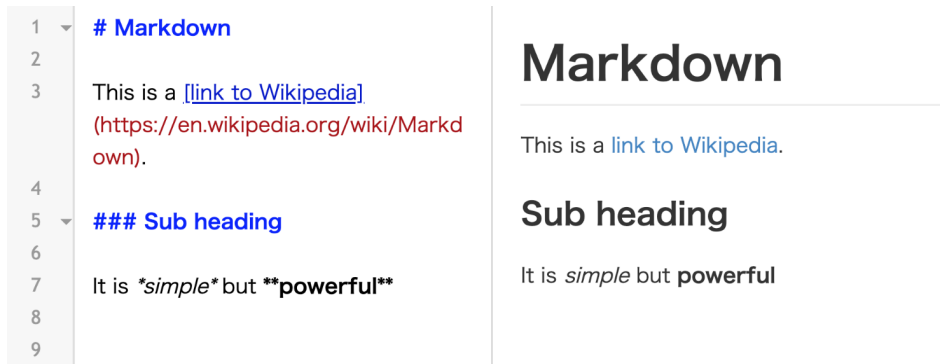 1 # Markdown
2
3 This is a [link to Wikipedia]
(https://en.wikipedia.org/wiki/Markd
own).
4
5 ### Sub heading
6
7 It is *simple* but **powerful**
8
9
Markdown
This is a link to Wikipedia.
Sub heading
It is simple but powerful